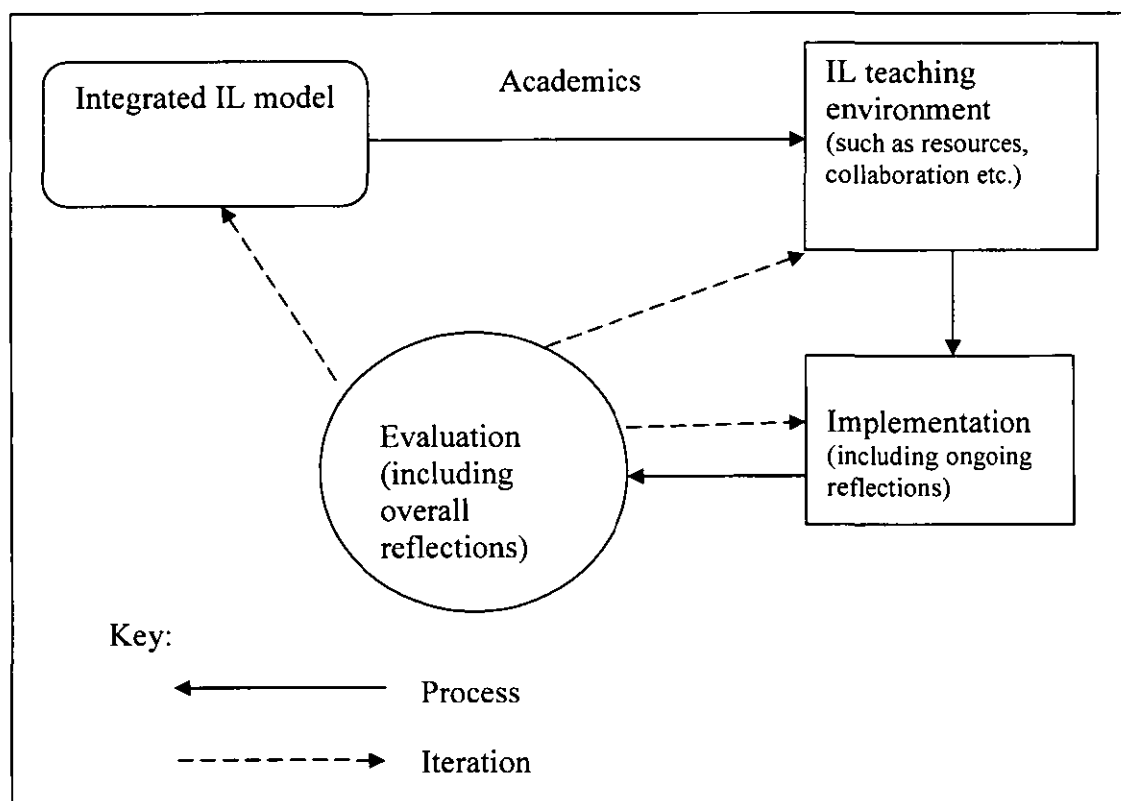 Integrated IL model
Academics
IL teaching
environment
(such as resources,
collaboration etc.)
Evaluation
(including
overall
reflections)
Implementation
(including ongoing
reflections)
Key:
Process
Iteration